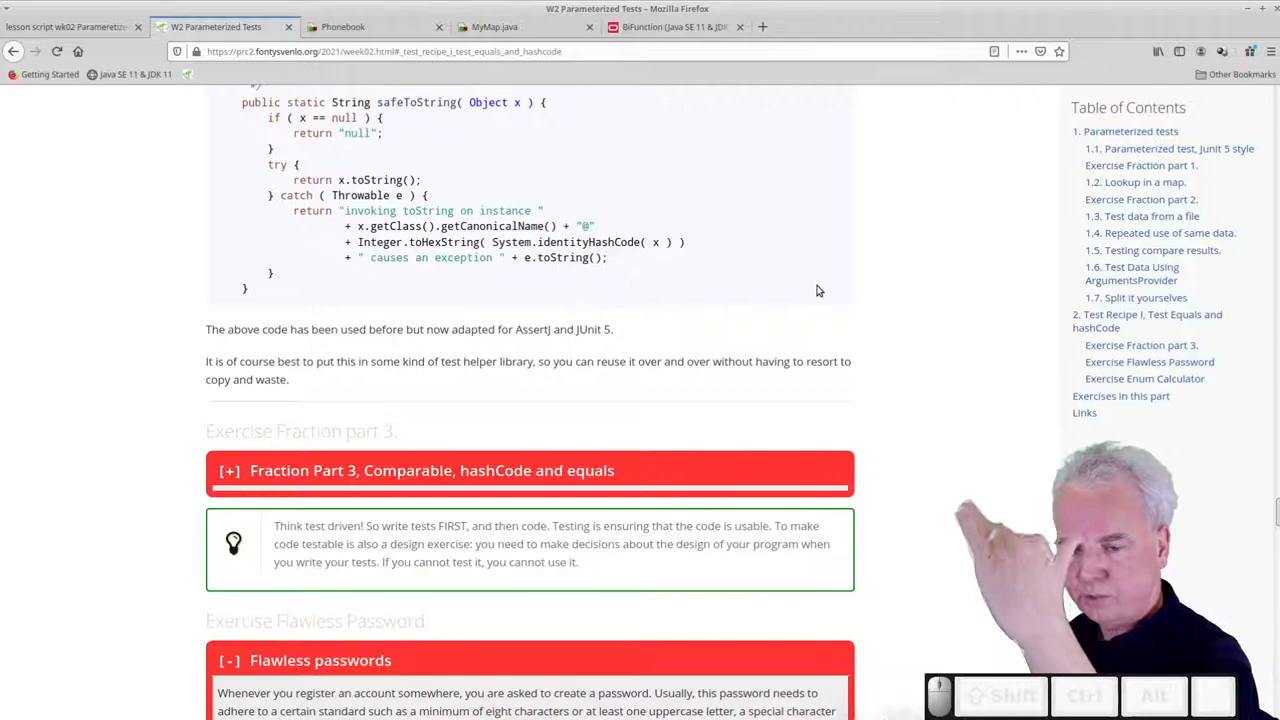 W2 Parameterized Tests - Mozilla Firefox
lesson script wk02 Parameretiz
W2 Parameterized Tests
Phonebook
MyMap.java
BiFunction (Java SE 11 & JDK
https://prc2.fontysvenlo.org/2021/week02.html#_test_recipe_i_test_equals_and_hashcode
Getting Started
Java SE 11 & JDK 11
Other Bookmarks
*/
public static String safeToString( Object x ) {
if ( x == null ) {
return "null";
}
try {
return x.toString();
} catch ( Throwable e ) {
return "invoking toString on instance "
+ x.getClass().getCanonicalName() + "@"
+ Integer.toHexString( System.identityHashCode( x ) )
+ " causes an exception " + e.toString();
}
}
The above code has been used before but now adapted for AssertJ and JUnit 5.
It is of course best to put this in some kind of test helper library, so you can reuse it over and over without having to resort to
copy and waste.
Exercise Fraction part 3.
[+] Fraction Part 3, Comparable, hashCode and equals
Think test driven! So write tests FIRST, and then code. Testing is ensuring that the code is usable. To make
code testable is also a design exercise: you need to make decisions about the design of your program when
you write your tests. If you cannot test it, you cannot use it.
Exercise Flawless Password
[-] Flawless passwords
Whenever you register an account somewhere, you are asked to create a password. Usually, this password needs to
adhere to a certain standard such as a minimum of eight characters or at least one uppercase letter, a special character
Table of Contents
1. Parameterized tests
1.1. Parameterized test, Junit 5 style
Exercise Fraction part 1.
1.2. Lookup in a map.
Exercise Fraction part 2.
1.3. Test data from a file
1.4. Repeated use of same data.
1.5. Testing compare results.
1.6. Test Data Using
ArgumentsProvider
1.7. Split it yourselves
2. Test Recipe I, Test Equals and
hashCode
Exercise Fraction part 3.
Exercise Flawless Password
Exercise Enum Calculator
Exercises in this part
Links
Shift
Ctrl
Alt